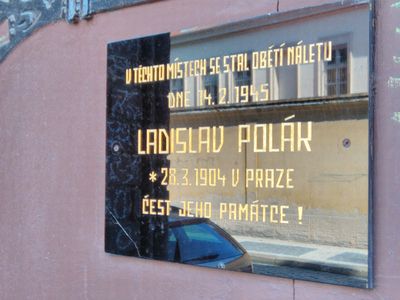 V TĚCHTO MÍSTECH SE STAL OBĚTÍ NÁLETU
DNE 14.2.1945
LADISLAV POLÁK
* 28.3.1904 V PRAZE
ČEST JEHO PAMÁTCE !